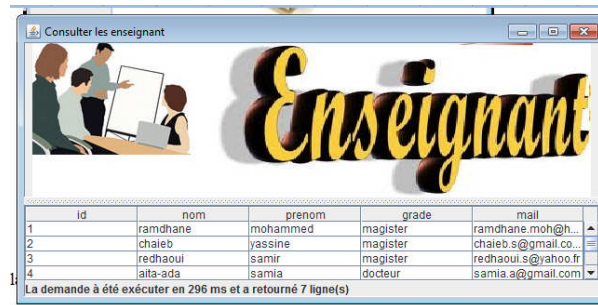 Consulter les enseignant
Enseignant
id nom prenom grade mail
1 ramdhane mohammed magister ramdhane.moh@h...
2 chaieb yassine magister chaieb.s@gmail.co...
3 redhaoui samir magister redhaoui.s@yahoo.fr
4 aita-ada samia docteur samia.a@gmail.com
La demande à été exécuter en 296 ms et a retourné 7 ligne(s)